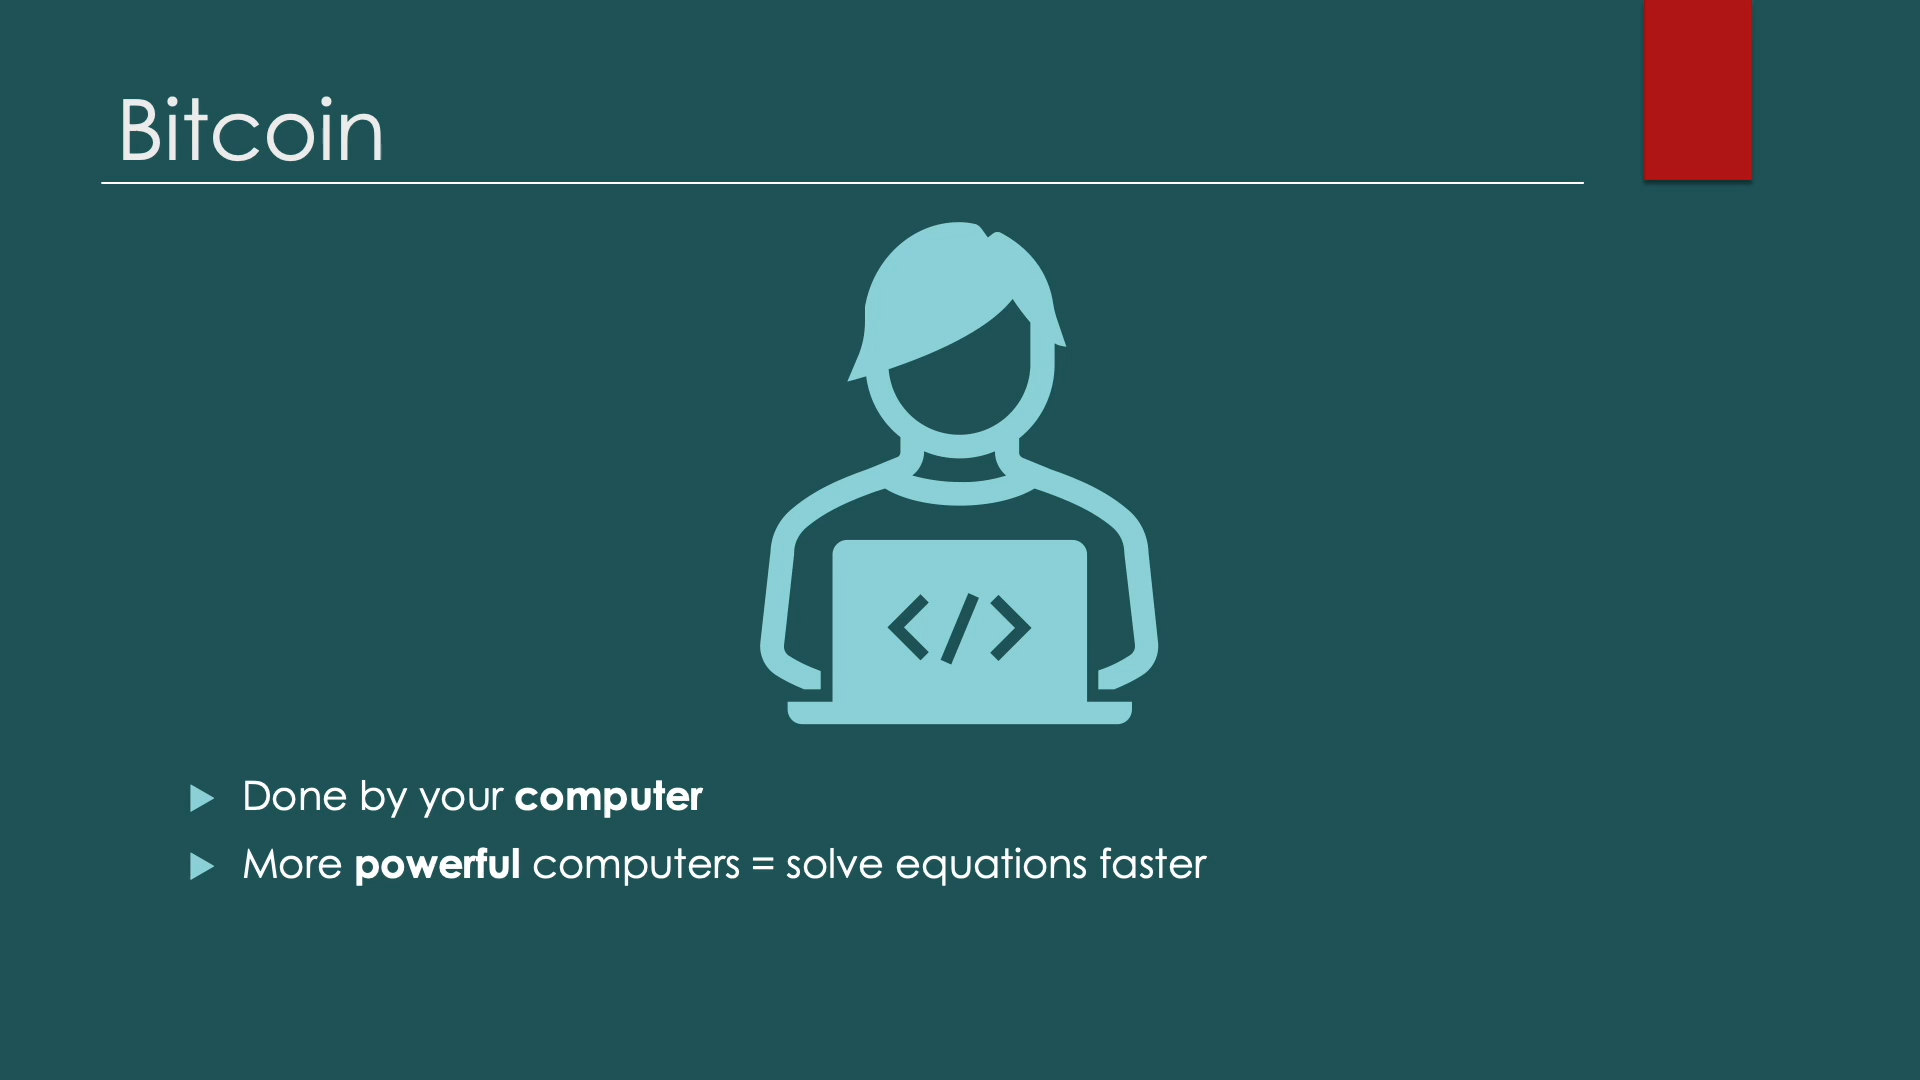 Bitcoin
</>
Done by your computer
More powerful computers = solve equations faster